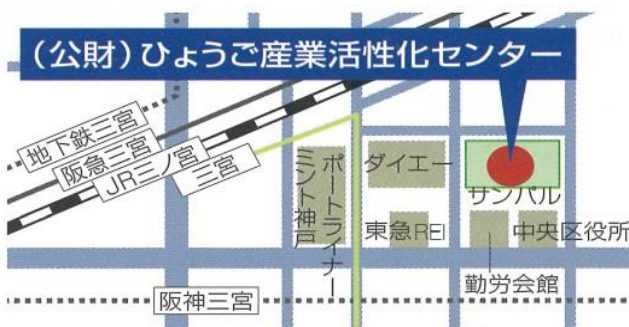 (公財)ひょうご産業活性化センター
地下鉄三宮
阪急三宮
JR三ノ宮
三宮
ミント神戸
ポートライナー
ダイエー
サンパル
東急REI
中央区役所
勤労会館
阪神三宮